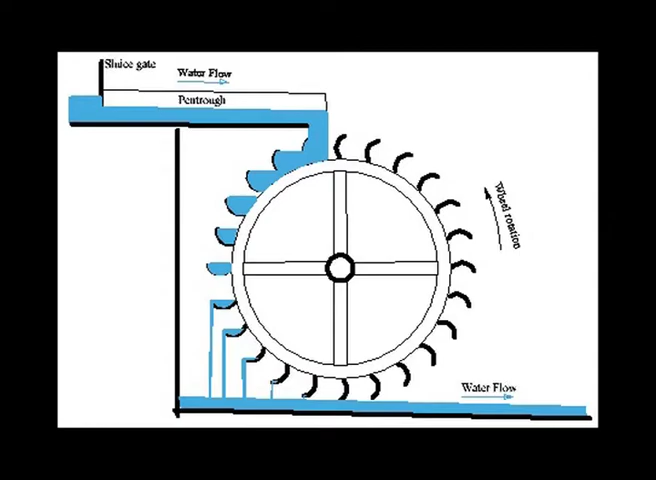 Sluice gate
Water Flow
Pentrough
Wheel rotation
Water Flow